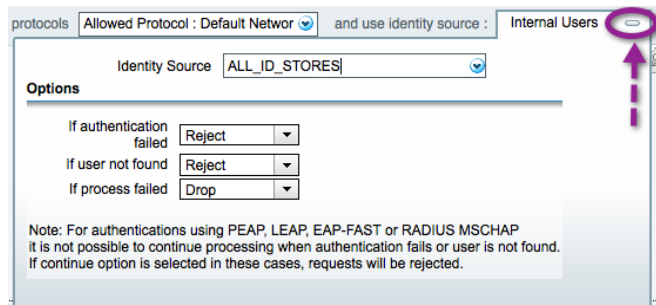 protocols Allowed Protocol : Default Networ and use identity source : Internal Users
Identity Source ALL_ID_STORES
Options
If authentication failed Reject
If user not found Reject
If process failed Drop
Note: For authentications using PEAP, LEAP, EAP-FAST or RADIUS MSCHAP
it is not possible to continue processing when authentication fails or user is not found.
If continue option is selected in these cases, requests will be rejected.